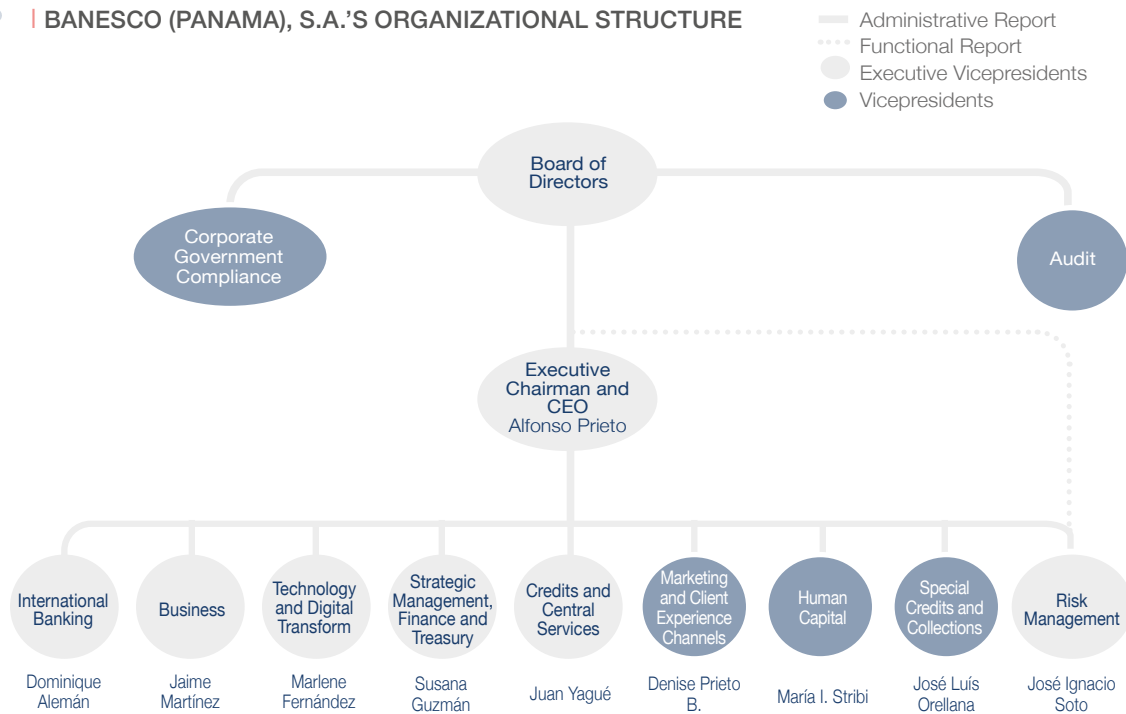 BANESCO (PANAMA), S.A.'S ORGANIZATIONAL STRUCTURE
Administrative Report
Functional Report
Executive Vicepresidents
Vicepresidents
Board of
Directors
Corporate
Government
Compliance
Audit
Executive
Chairman and
CEO
Alfonso Prieto
International
Banking
Business
Technology
and Digital
Transform
Strategic
Management,
Finance and
Treasury
Credits and
Central
Services
Marketing
and Client
Experience
Channels
Human
Capital
Special
Credits and
Collections
Risk
Management
Dominique
Alemán
Jaime
Martínez
Marlene
Fernández
Susana
Guzmán
Juan Yagué
Denise Prieto
B.
María I. Stribi
José Luís
Orellana
José Ignacio
Soto